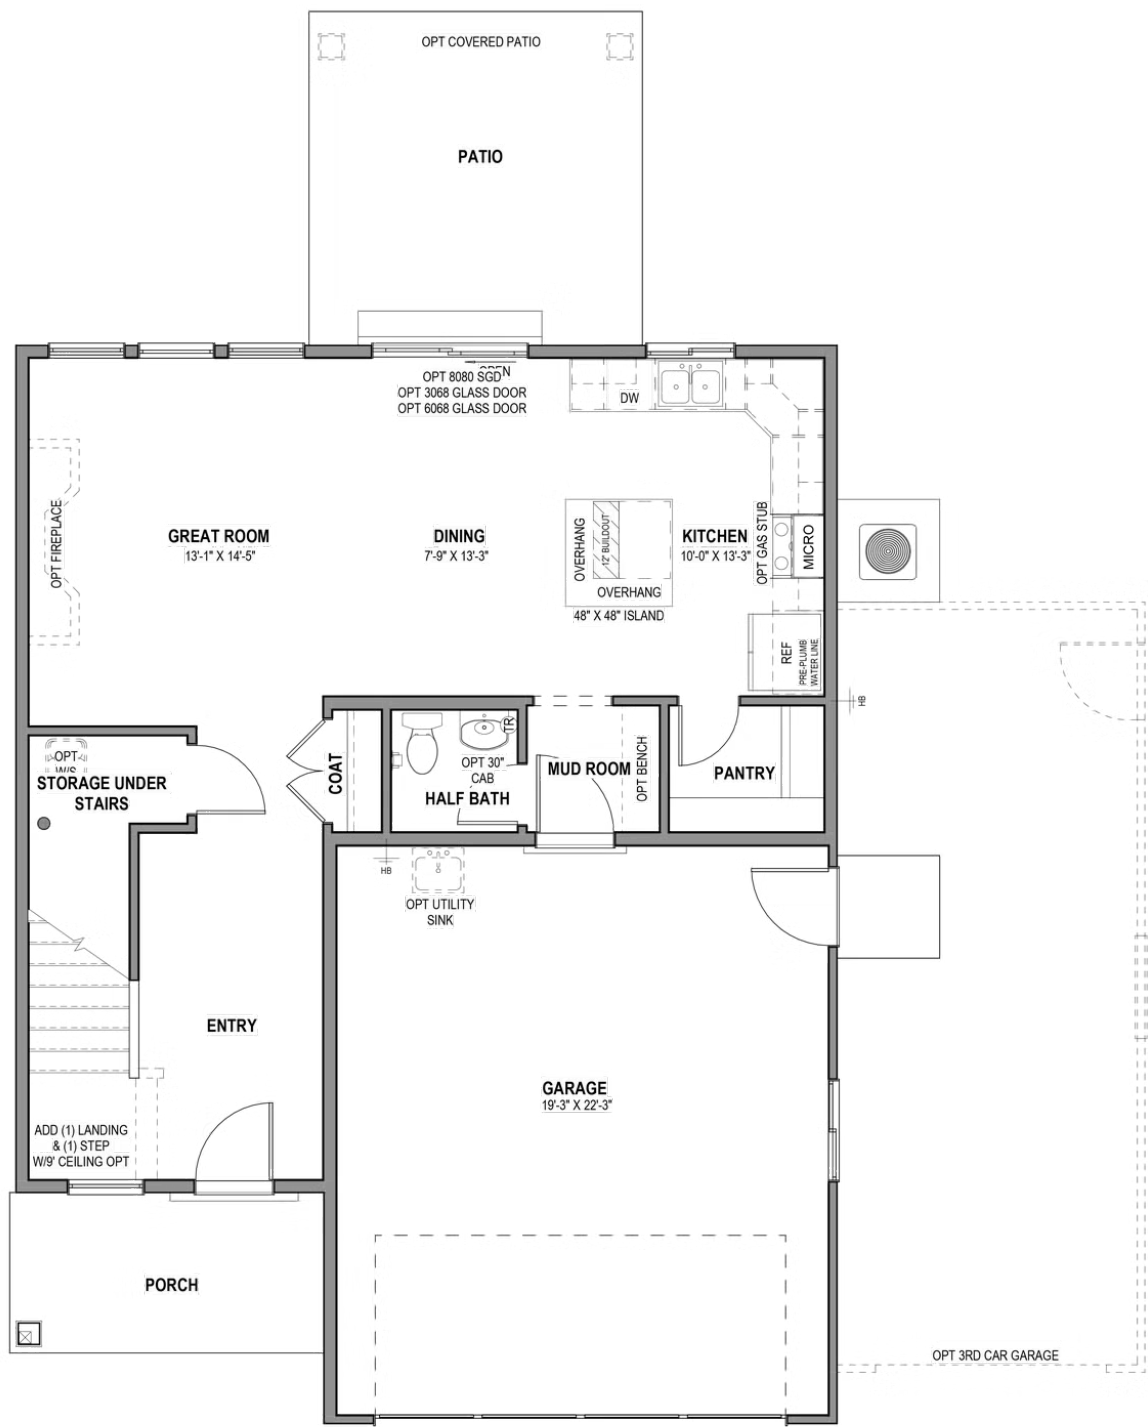 OPT COVERED PATIO
PATIO
OPEN
OPT 8080 SGD
OPT 3068 GLASS DOOR
OPT 6068 GLASS DOOR
DW
OPT FIREPLACE
GREAT ROOM
13'-1" X 14'-5"
DINING
7'-9" X 13'-3"
OVERHANG
12" BUILDOUT
OVERHANG
48" X 48" ISLAND
KITCHEN
10'-0" X 13'-3"
OPT GAS STUB
MICRO
REF
PRE-PLUMB
WATER LINE
HB
OPT
W/S
STORAGE UNDER
STAIRS
COAT
TR
OPT 30"
CAB
HALF BATH
MUD ROOM
OPT BENCH
PANTRY
HB
OPT UTILITY
SINK
ENTRY
GARAGE
19'-3" X 22'-3"
ADD (1) LANDING
& (1) STEP
W/9' CEILING OPT
PORCH
OPT 3RD CAR GARAGE